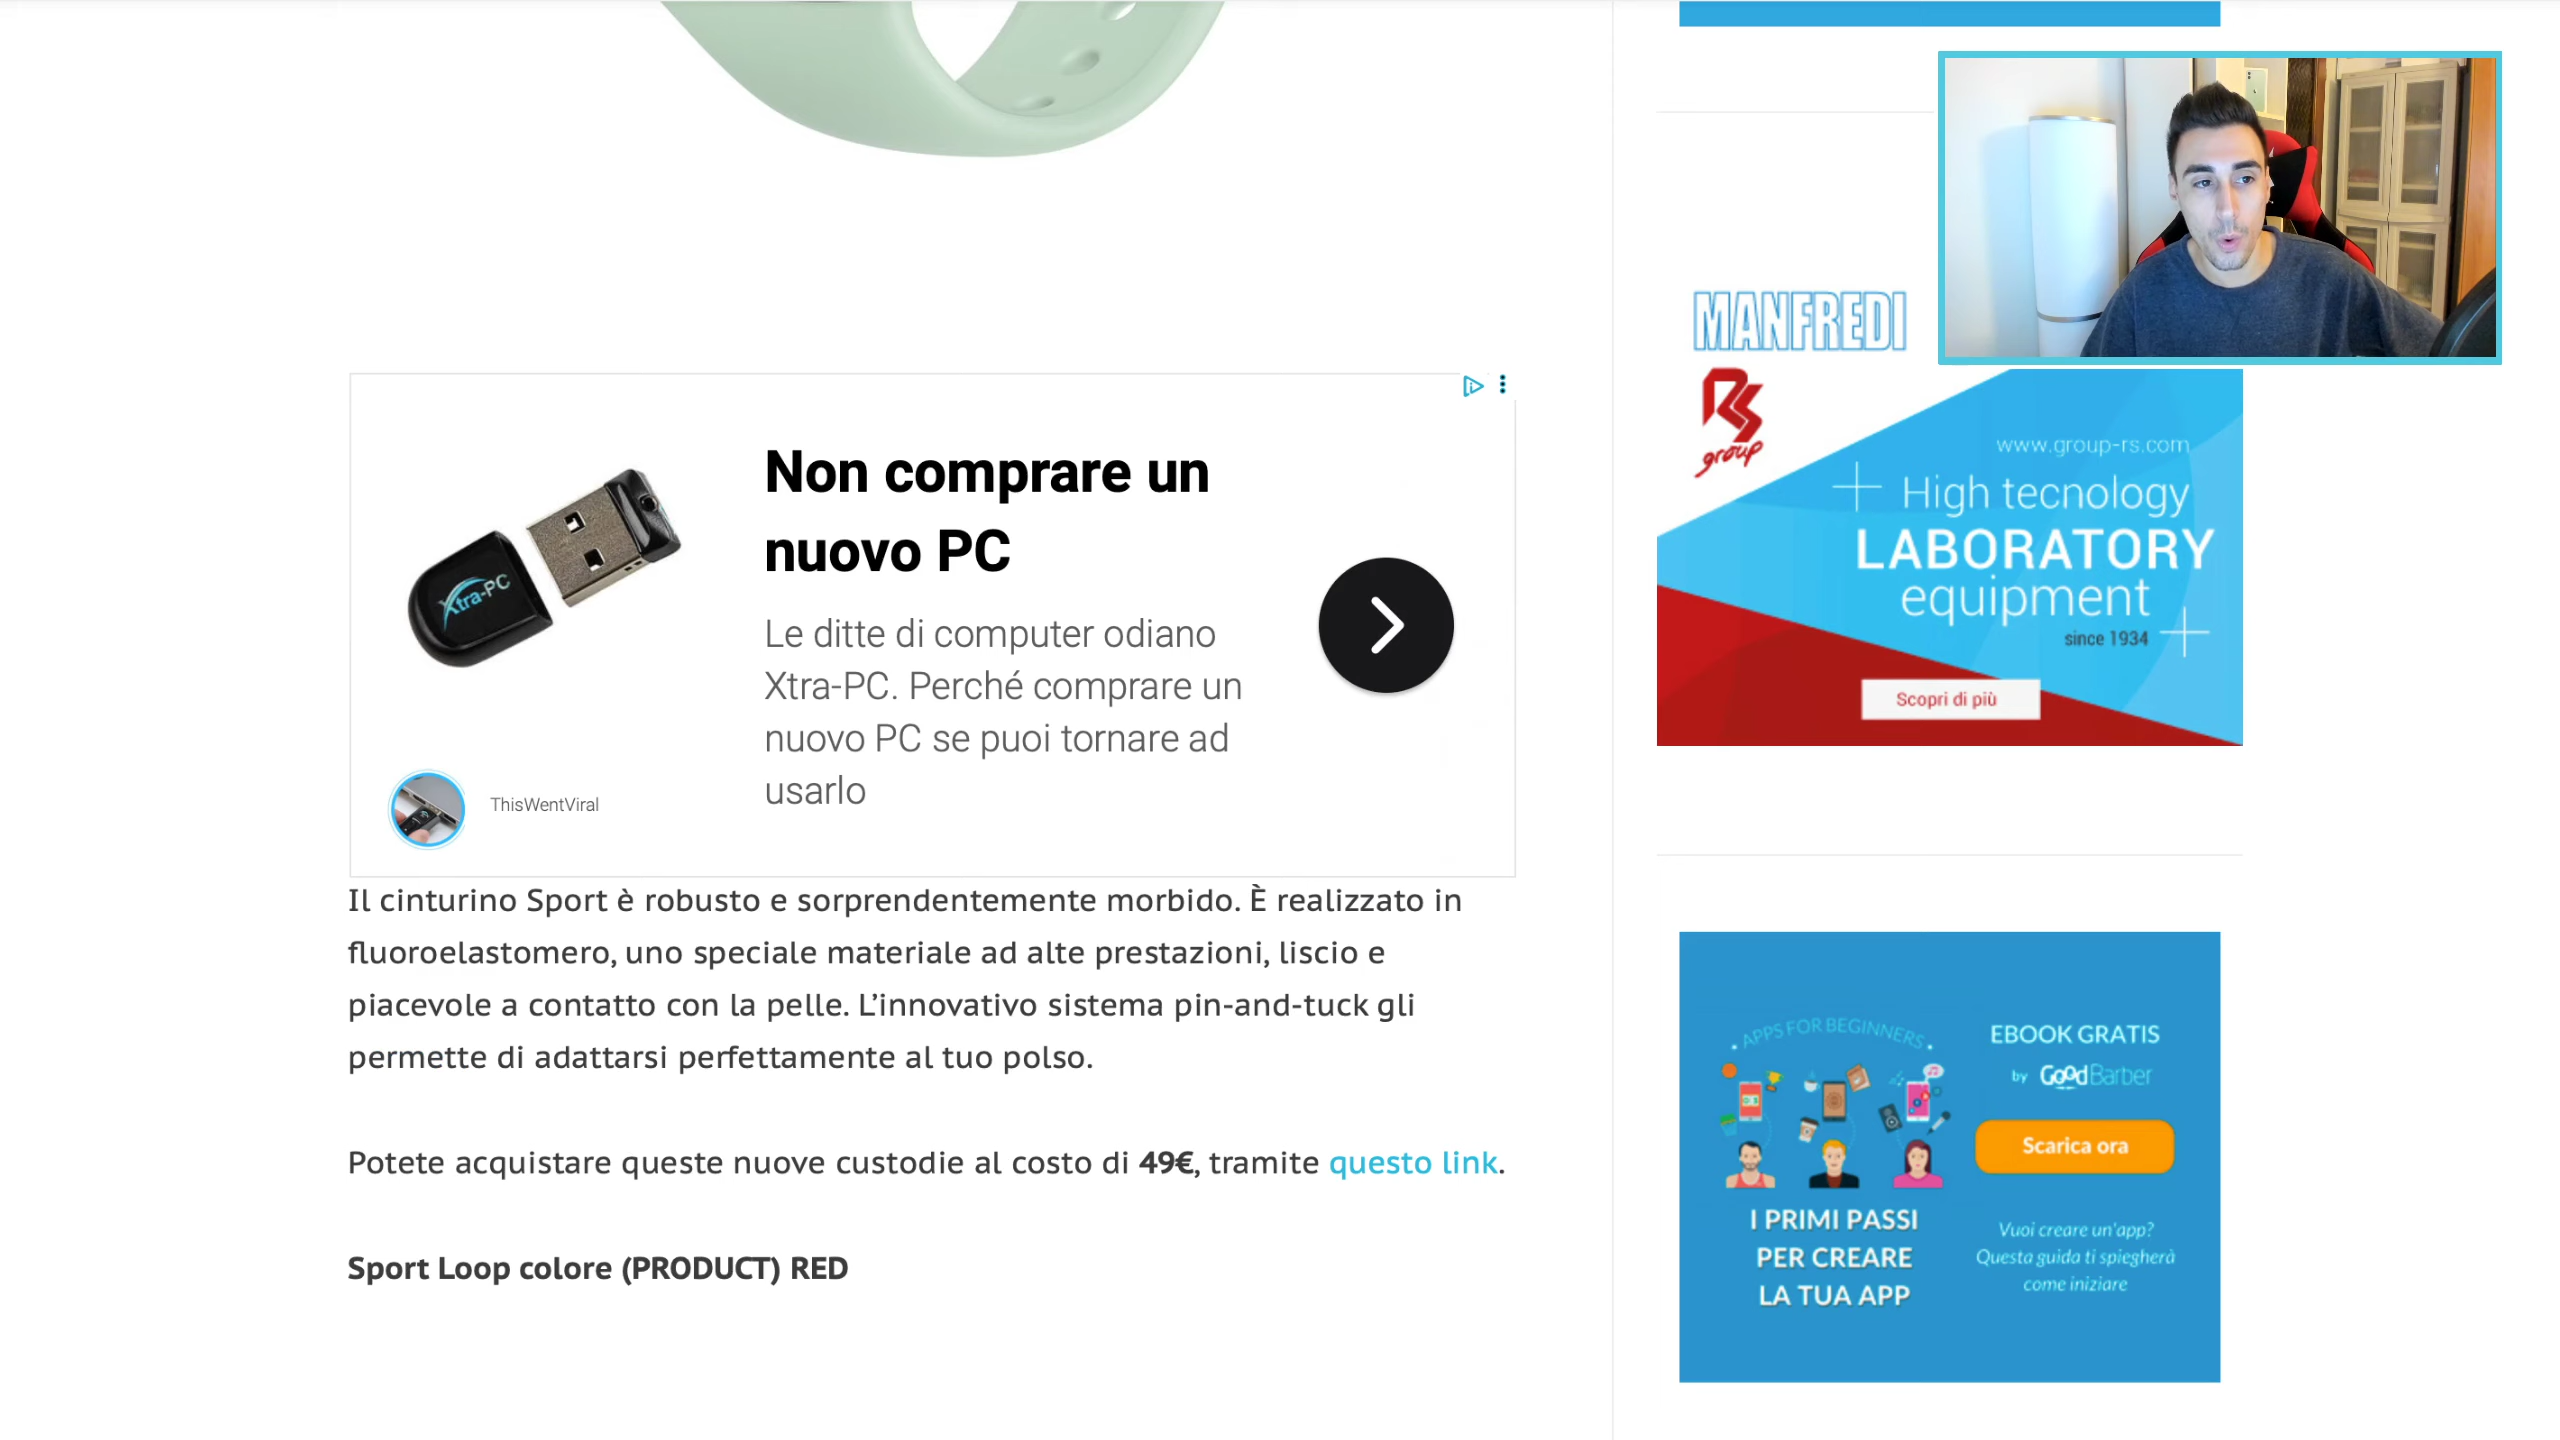 MANFREDI
RS
group
www.group-rs.com
High tecnology
LABORATORY
equipment
since 1934
Scopri di più
Non comprare un
nuovo PC
Le ditte di computer odiano
Xtra-PC. Perché comprare un
nuovo PC se puoi tornare ad
usarlo
Xtra-PC
ThisWentViral
Il cinturino Sport è robusto e sorprendentemente morbido. È realizzato in
fluoroelastomero, uno speciale materiale ad alte prestazioni, liscio e
piacevole a contatto con la pelle. L’innovativo sistema pin-and-tuck gli
permette di adattarsi perfettamente al tuo polso.
Potete acquistare queste nuove custodie al costo di 49€, tramite questo link.
Sport Loop colore (PRODUCT) RED
• APPS FOR BEGINNERS •
I PRIMI PASSI
PER CREARE
LA TUA APP
EBOOK GRATIS
by GoodBarber
Scarica ora
Vuoi creare un'app?
Questa guida ti spiegherà
come iniziare